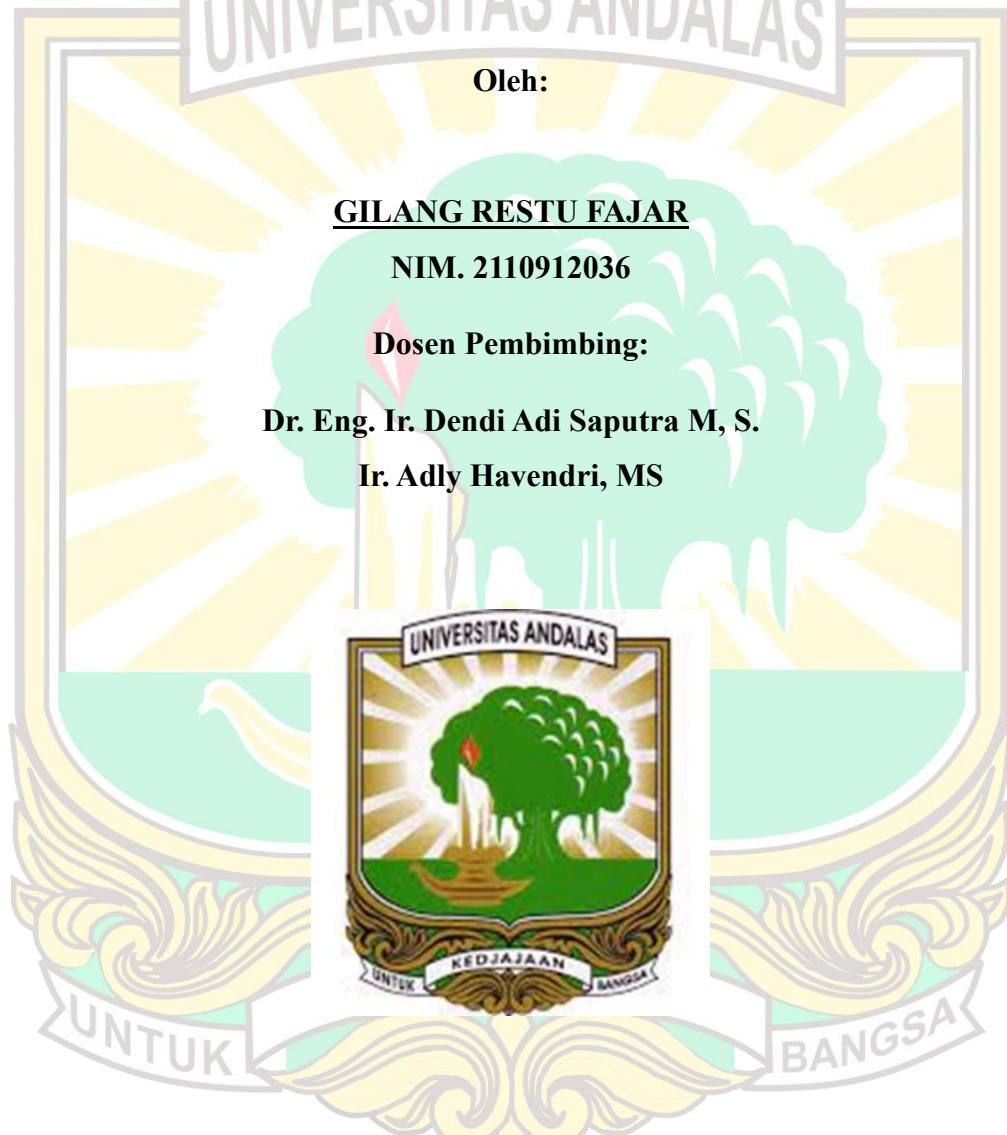 UNIVERSITAS ANDALAS
Oleh:
GILANG RESTU FAJAR
NIM. 2110912036
Dosen Pembimbing:
Dr. Eng. Ir. Dendi Adi Saputra M, S.
Ir. Adly Havendri, MS
UNIVERSITAS ANDALAS
UNTUK KEDJAJAAN BANGSA
UNTUK BANGSA